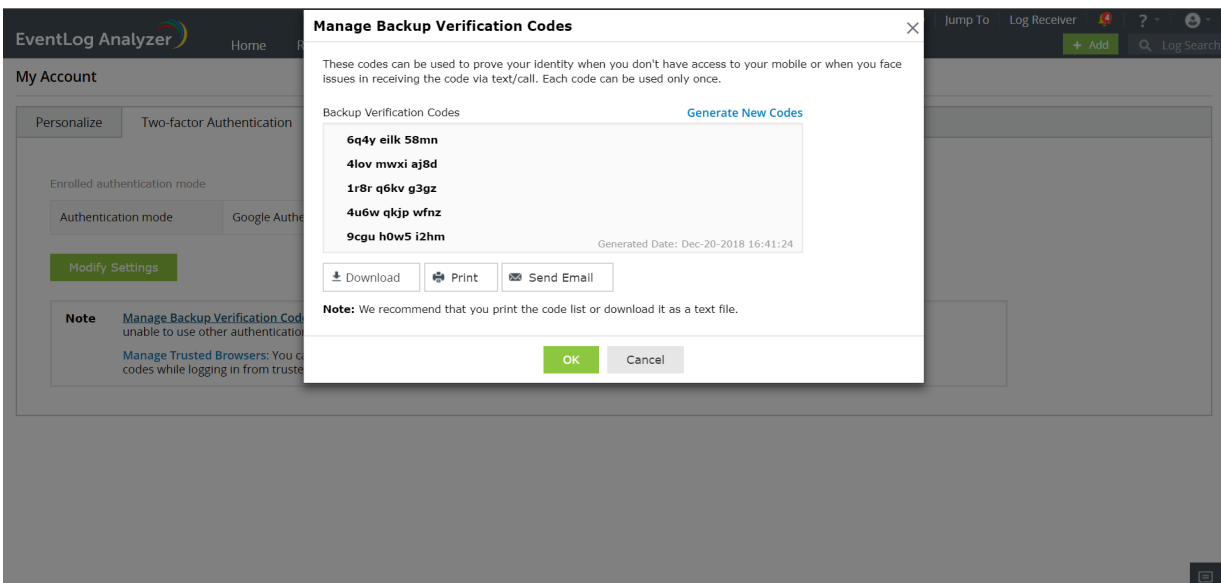 EventLog Analyzer
Home
Jump To
Log Receiver
4
?
+ Add
Log Search
My Account
Personalize
Two-factor Authentication
Enrolled authentication mode
Authentication mode
Google Authe
Modify Settings
Note
Manage Backup Verification Cod
unable to use other authentication
Manage Trusted Browsers: You ca
codes while logging in from truste
Manage Backup Verification Codes
These codes can be used to prove your identity when you don't have access to your mobile or when you face
issues in receiving the code via text/call. Each code can be used only once.
Backup Verification Codes
Generate New Codes
6q4y eilk 58mn
4lov mwxi aj8d
1r8r q6kv g3gz
4u6w qkjp wfnz
9cgu h0w5 i2hm
Generated Date: Dec-20-2018 16:41:24
Download
Print
Send Email
Note: We recommend that you print the code list or download it as a text file.
OK
Cancel